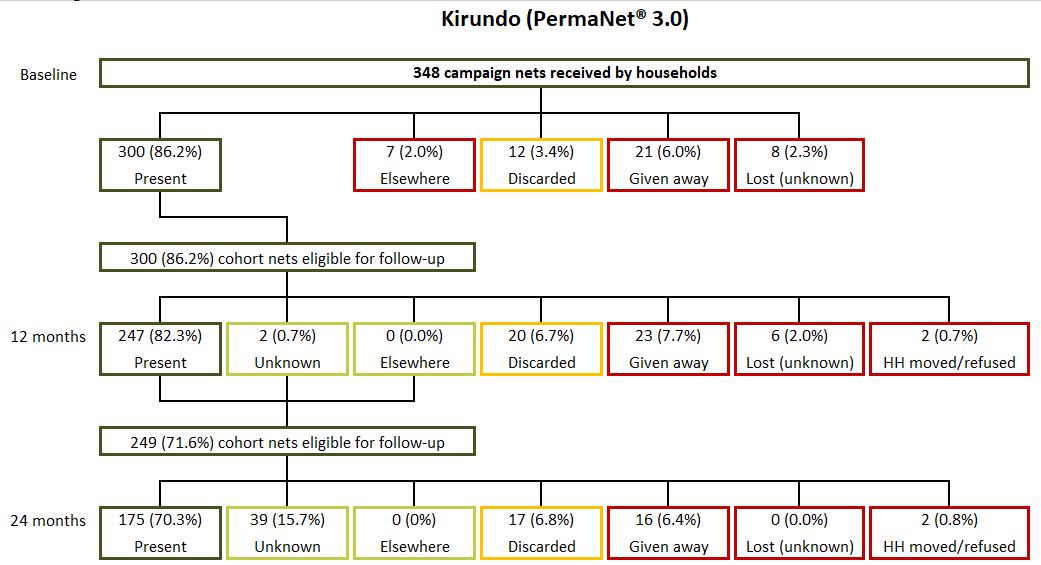 Kirundo (PermaNet® 3.0)
Baseline
348 campaign nets received by households
300 (86.2%)
Present
7 (2.0%)
Elsewhere
12 (3.4%)
Discarded
21 (6.0%)
Given away
8 (2.3%)
Lost (unknown)
300 (86.2%) cohort nets eligible for follow-up
12 months
247 (82.3%)
Present
2 (0.7%)
Unknown
0 (0.0%)
Elsewhere
20 (6.7%)
Discarded
23 (7.7%)
Given away
6 (2.0%)
Lost (unknown)
2 (0.7%)
HH moved/refused
249 (71.6%) cohort nets eligible for follow-up
24 months
175 (70.3%)
Present
39 (15.7%)
Unknown
0 (0%)
Elsewhere
17 (6.8%)
Discarded
16 (6.4%)
Given away
0 (0.0%)
Lost (unknown)
2 (0.8%)
HH moved/refused